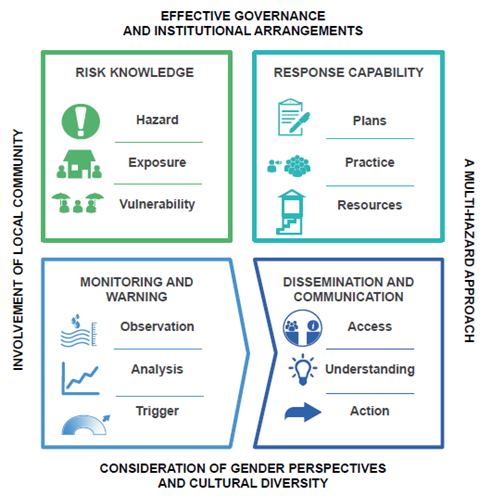 EFFECTIVE GOVERNANCE
AND INSTITUTIONAL ARRANGEMENTS
INVOLVEMENT OF LOCAL COMMUNITY
RISK KNOWLEDGE
Hazard
Exposure
Vulnerability
RESPONSE CAPABILITY
Plans
Practice
Resources
MONITORING AND
WARNING
Observation
Analysis
Trigger
DISSEMINATION AND
COMMUNICATION
Access
Understanding
Action
A MULTI-HAZARD APPROACH
CONSIDERATION OF GENDER PERSPECTIVES
AND CULTURAL DIVERSITY